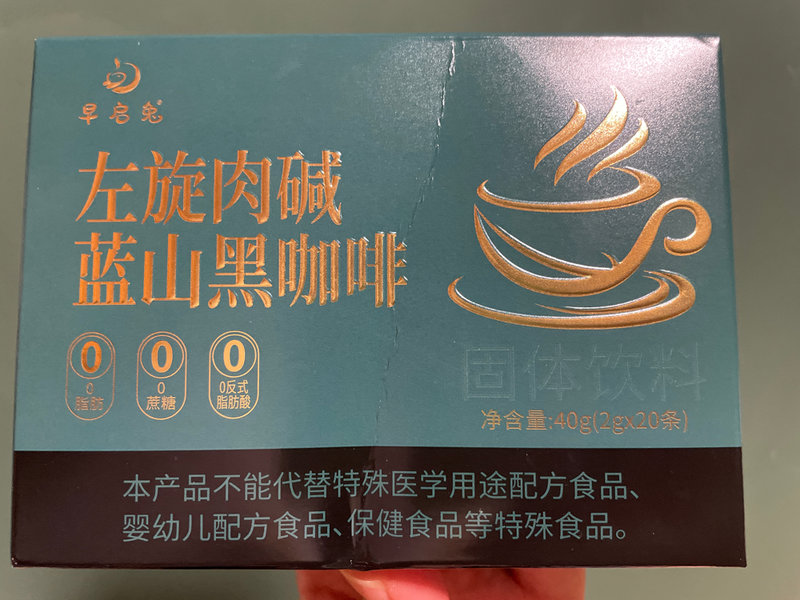 早启兔
左旋肉碱
蓝山黑咖啡
0
0
脂肪
0
0
蔗糖
0
0反式
脂肪酸
固体饮料
净含量:40g(2gx20条)
本产品不能代替特殊医学用途配方食品、
婴幼儿配方食品、保健食品等特殊食品。